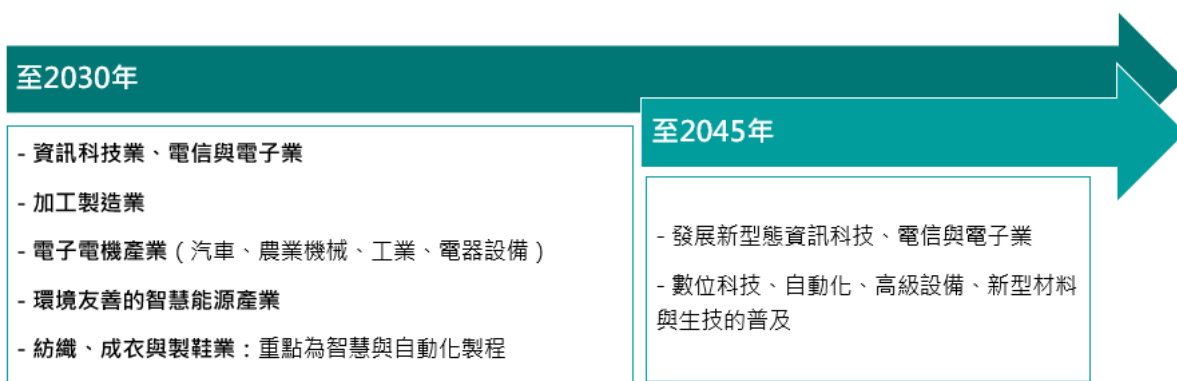 至2030年
- 資訊科技業、電信與電子業
- 加工製造業
- 電子電機產業（汽車、農業機械、工業、電器設備）
- 環境友善的智慧能源產業
- 紡織、成衣與製鞋業：重點為智慧與自動化製程
至2045年
- 發展新型態資訊科技、電信與電子業
- 數位科技、自動化、高級設備、新型材料
與生技的普及